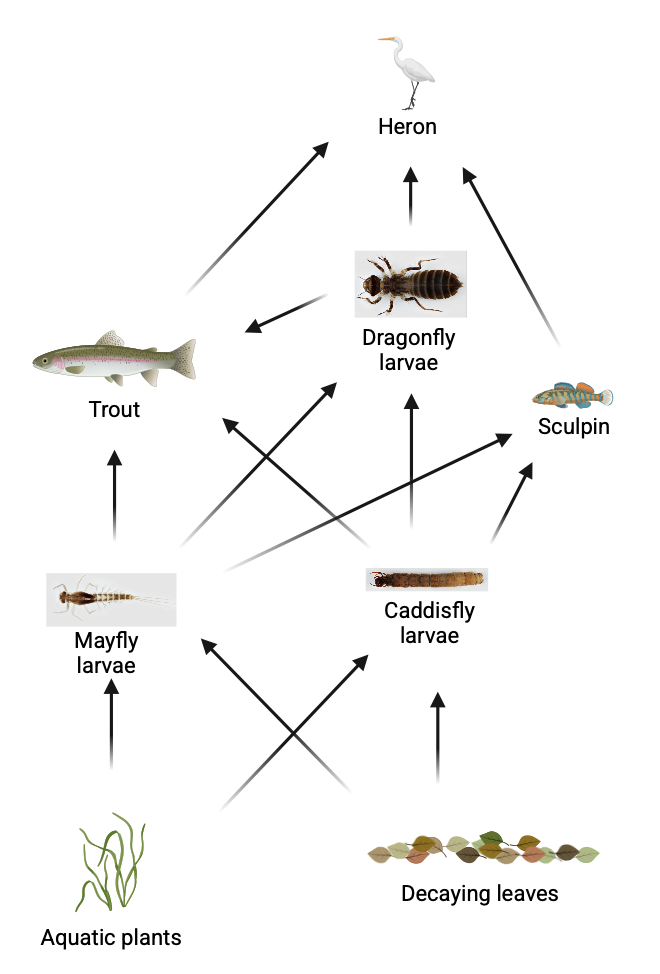 Heron
Dragonfly
larvae
Trout
Sculpin
Mayfly
larvae
Caddisfly
larvae
Decaying leaves
Aquatic plants